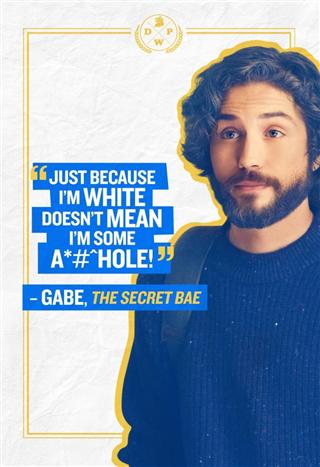 D P
W
“JUST BECAUSE
I'M WHITE
DOESN'T MEAN
I'M SOME
A*#^HOLE!”
– GABE, THE SECRET BAE